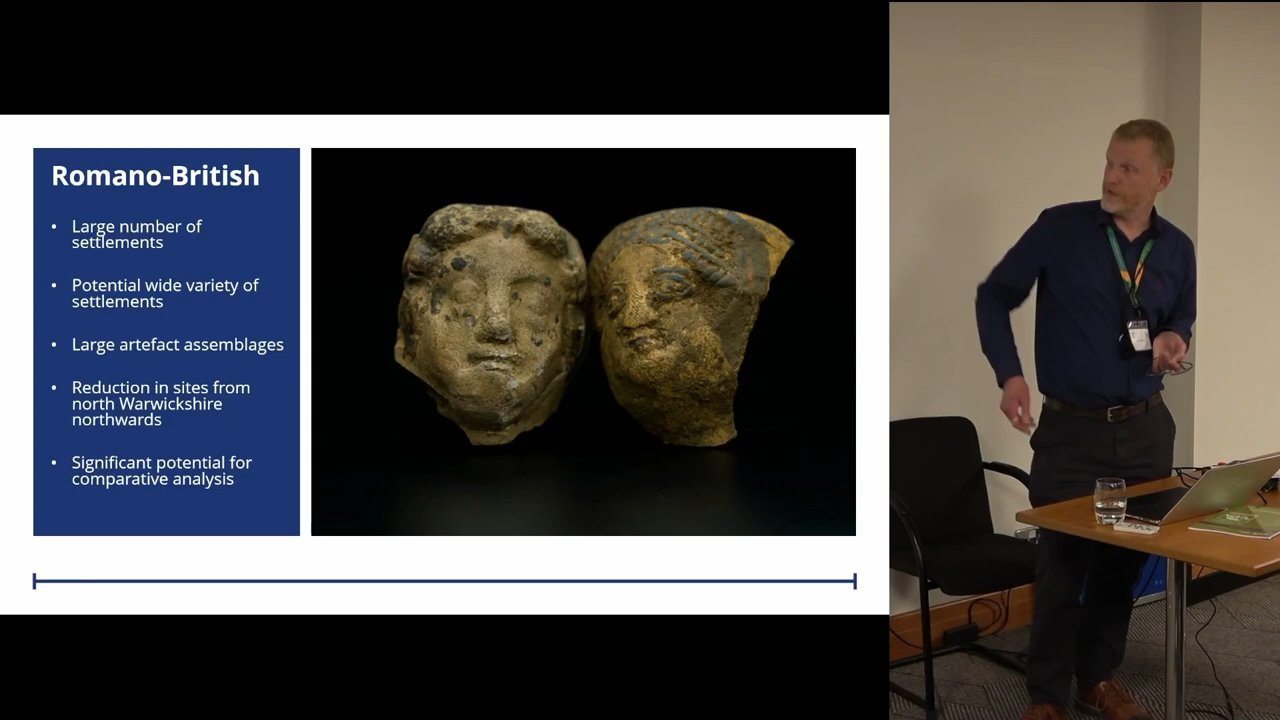 Romano-British
• Large number of
settlements
• Potential wide variety of
settlements
• Large artefact assemblages
• Reduction in sites from
north Warwickshire
northwards
• Significant potential for
comparative analysis